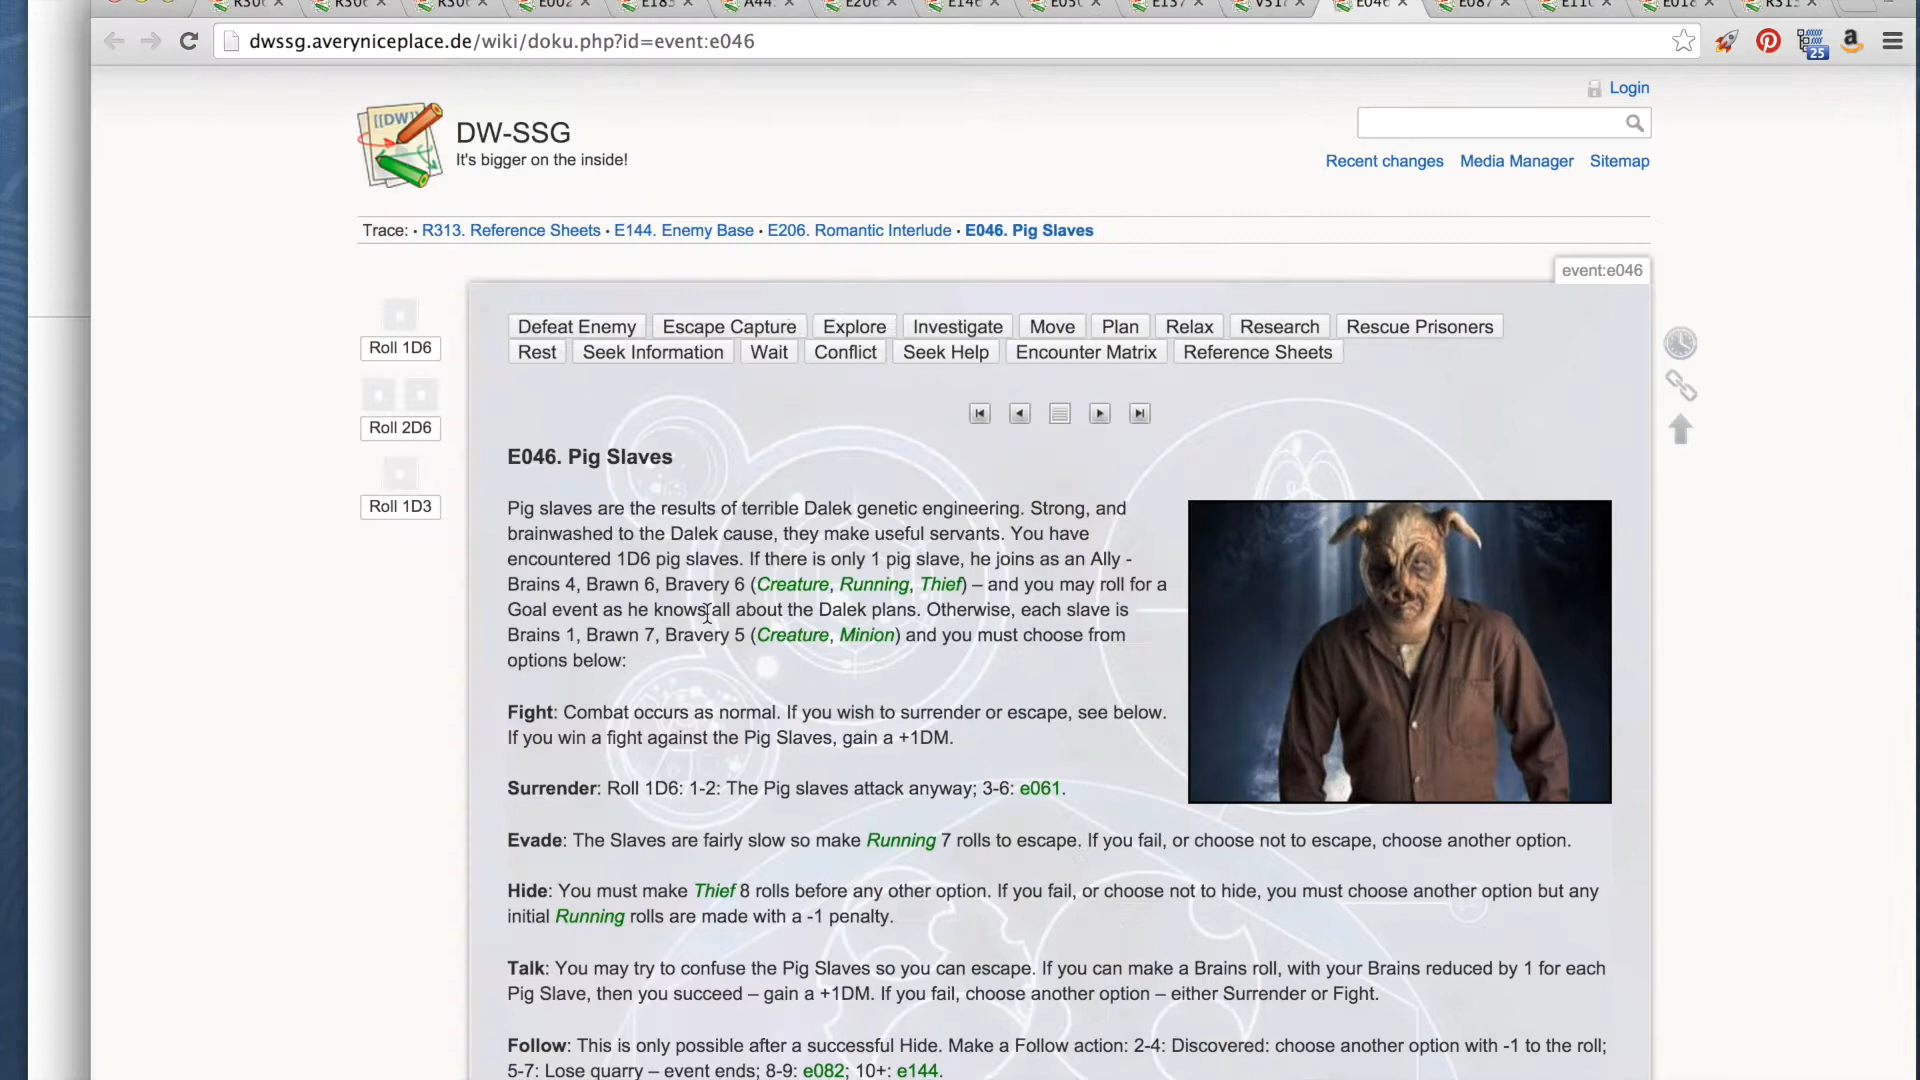 dwssg.averyniceplace.de/wiki/doku.php?id=event:e046
25
Login
[[DW]]
DW-SSG
It's bigger on the inside!
Recent changes Media Manager Sitemap
Trace: · R313. Reference Sheets · E144. Enemy Base · E206. Romantic Interlude · E046. Pig Slaves
event:e046
Roll 1D6
Roll 2D6
Roll 1D3
Defeat Enemy Escape Capture Explore Investigate Move Plan Relax Research Rescue Prisoners
Rest Seek Information Wait Conflict Seek Help Encounter Matrix Reference Sheets
E046. Pig Slaves
Pig slaves are the results of terrible Dalek genetic engineering. Strong, and
brainwashed to the Dalek cause, they make useful servants. You have
encountered 1D6 pig slaves. If there is only 1 pig slave, he joins as an Ally -
Brains 4, Brawn 6, Bravery 6 (Creature, Running, Thief) – and you may roll for a
Goal event as he knows all about the Dalek plans. Otherwise, each slave is
Brains 1, Brawn 7, Bravery 5 (Creature, Minion) and you must choose from
options below:
Fight: Combat occurs as normal. If you wish to surrender or escape, see below.
If you win a fight against the Pig Slaves, gain a +1DM.
Surrender: Roll 1D6: 1-2: The Pig slaves attack anyway; 3-6: e061.
Evade: The Slaves are fairly slow so make Running 7 rolls to escape. If you fail, or choose not to escape, choose another option.
Hide: You must make Thief 8 rolls before any other option. If you fail, or choose not to hide, you must choose another option but any
initial Running rolls are made with a -1 penalty.
Talk: You may try to confuse the Pig Slaves so you can escape. If you can make a Brains roll, with your Brains reduced by 1 for each
Pig Slave, then you succeed – gain a +1DM. If you fail, choose another option – either Surrender or Fight.
Follow: This is only possible after a successful Hide. Make a Follow action: 2-4: Discovered: choose another option with -1 to the roll;
5-7: Lose quarry – event ends; 8-9: e082; 10+: e144.